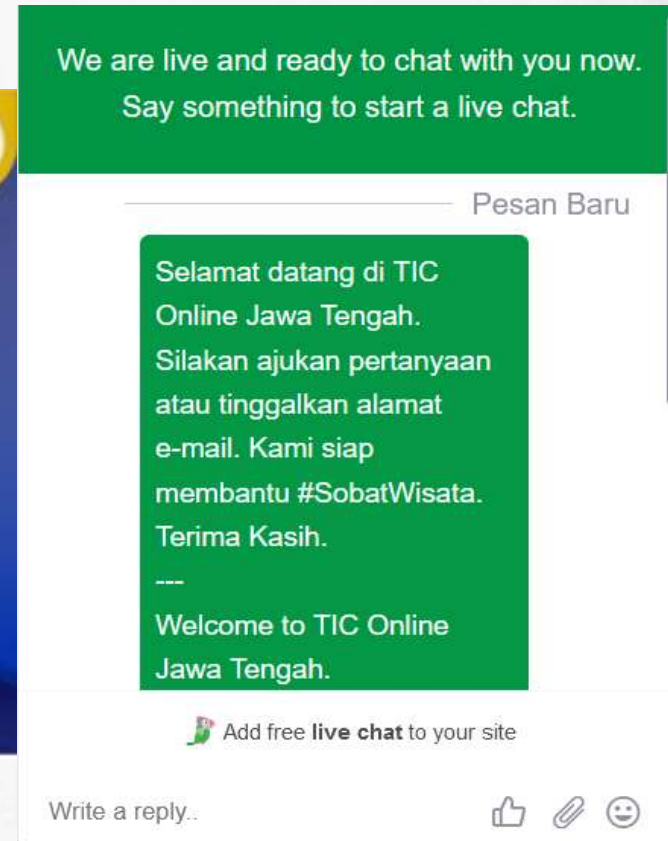 We are live and ready to chat with you now.
Say something to start a live chat.
Pesan Baru
Selamat datang di TIC
Online Jawa Tengah.
Silakan ajukan pertanyaan
atau tinggalkan alamat
e-mail. Kami siap
membantu #SobatWisata.
Terima Kasih.
---
Welcome to TIC Online
Jawa Tengah.
Add free live chat to your site
Write a reply..